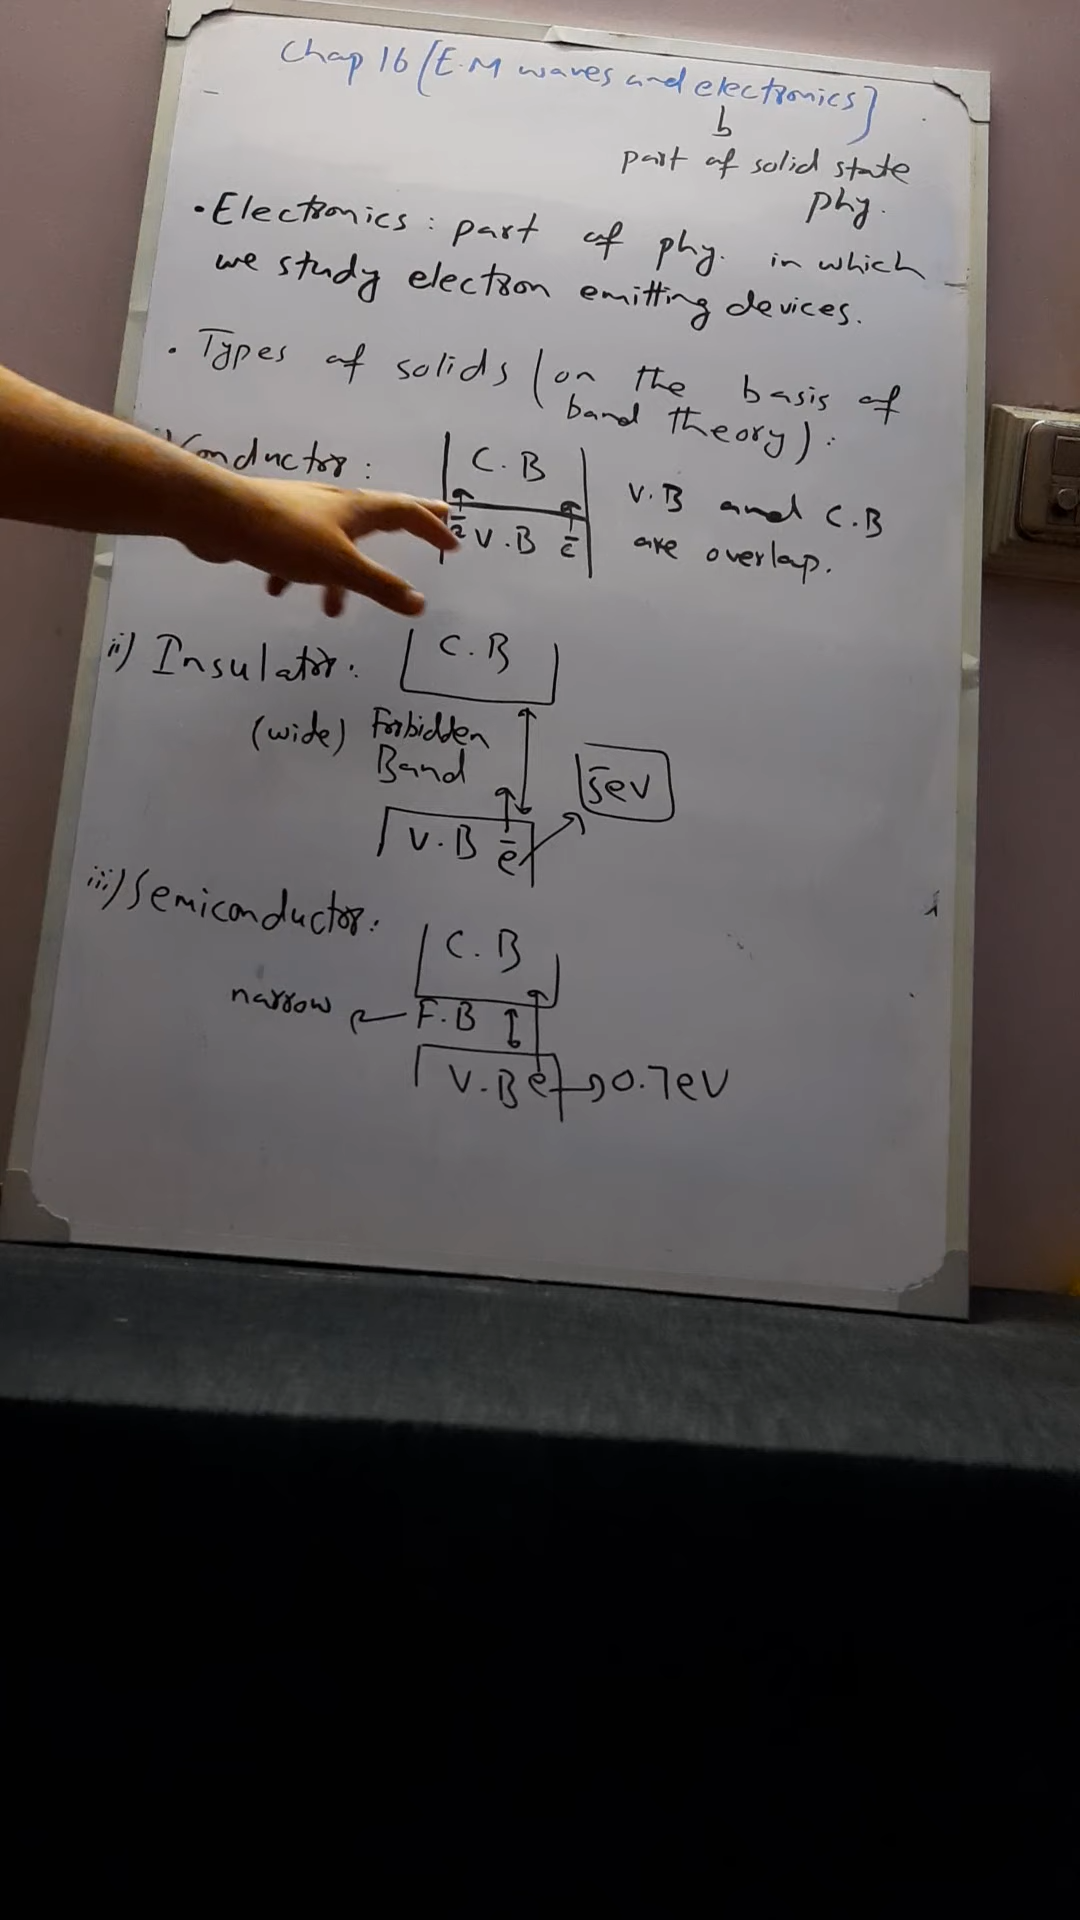 Chap 16 (E.M waves and electronics)
part of solid state
phy.
• Electronics: part of phy. in which
we study electron emitting devices.
• Types of solids (on the basis of
band theory):
Conductor:
C.B
V.B
V.B and C.B
are overlap.
ii) Insulator:
C.B
(wide) Forbidden
Band
5eV
V.B e
iii) Semiconductor:
C.B
narrow F.B
V.B e 0.7eV